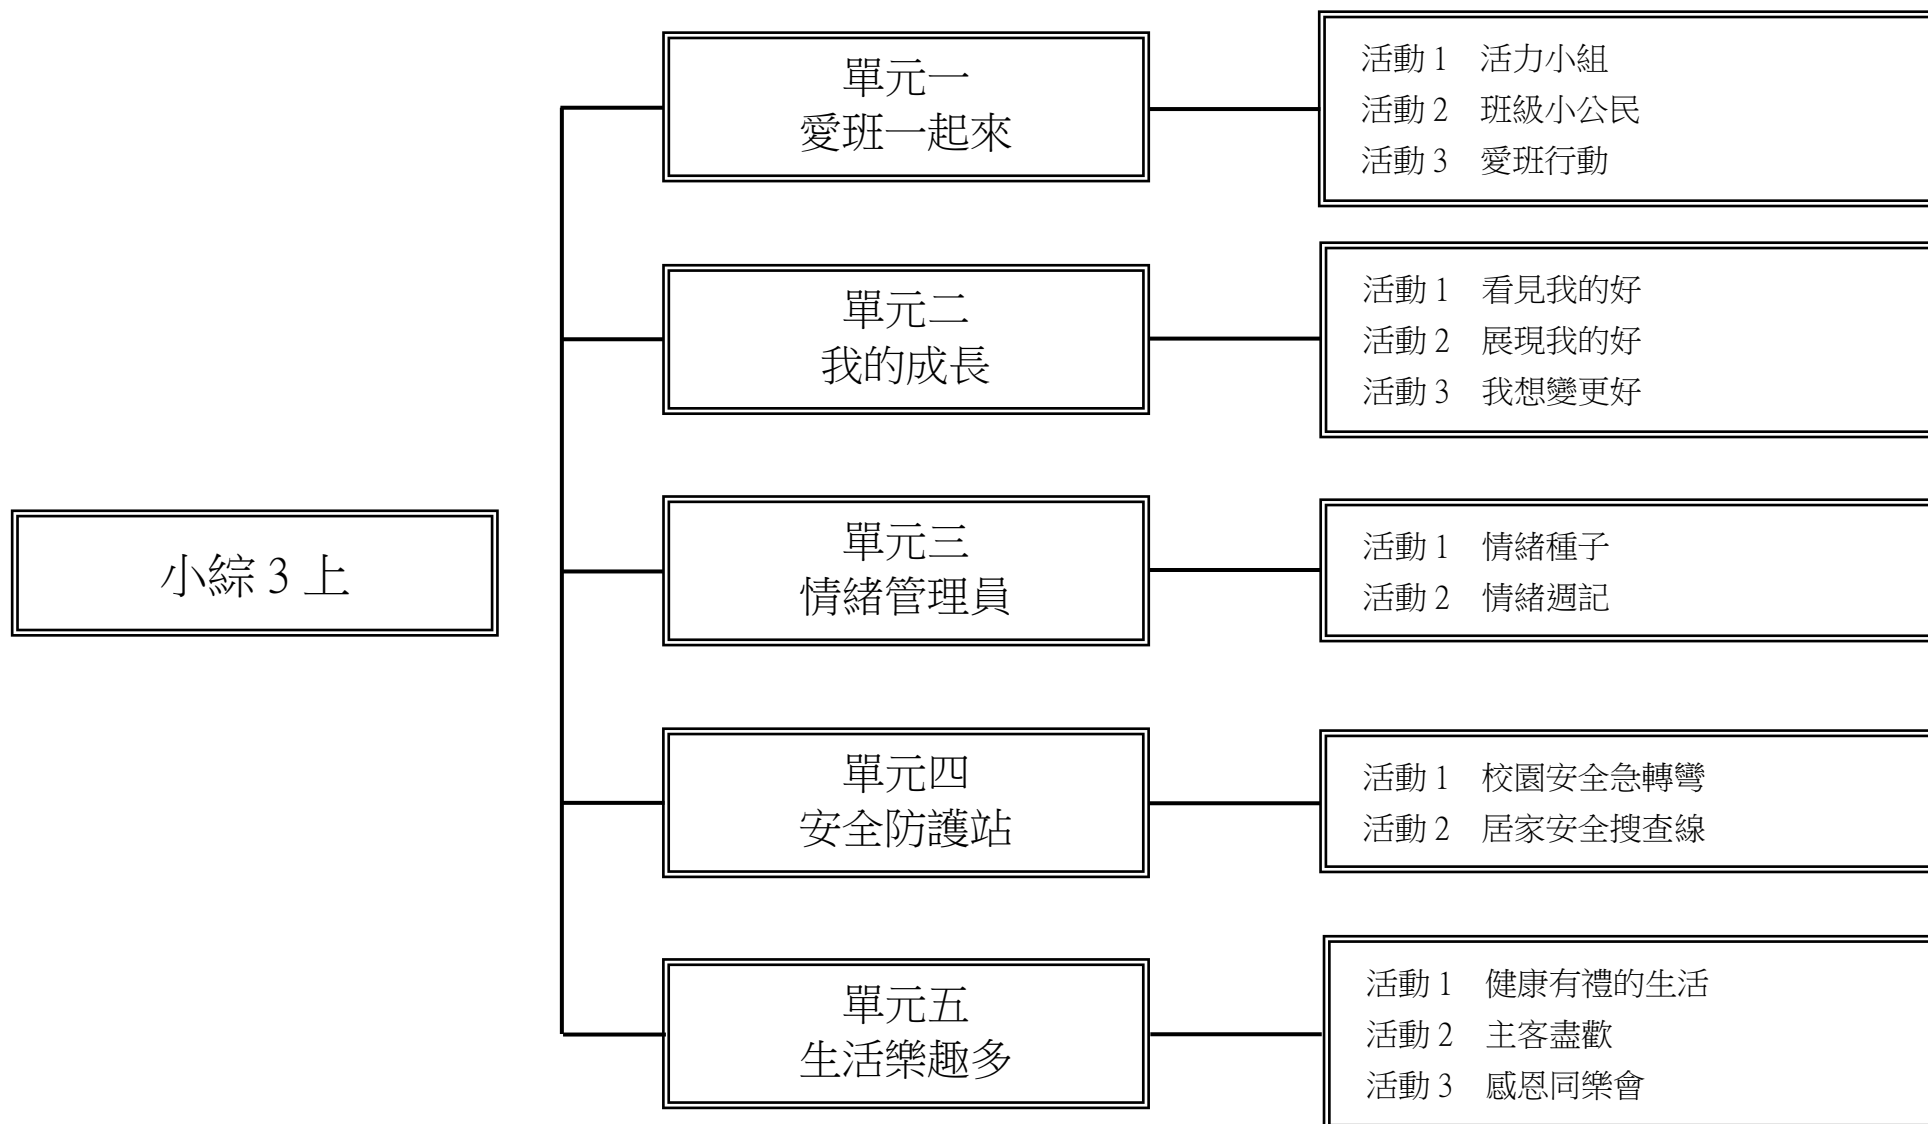 小綜 3 上
單元一
愛班一起來
活動 1　活力小組
活動 2　班級小公民
活動 3　愛班行動
單元二
我的成長
活動 1　看見我的好
活動 2　展現我的好
活動 3　我想變更好
單元三
情緒管理員
活動 1　情緒種子
活動 2　情緒週記
單元四
安全防護站
活動 1　校園安全急轉彎
活動 2　居家安全搜查線
單元五
生活樂趣多
活動 1　健康有禮的生活
活動 2　主客盡歡
活動 3　感恩同樂會